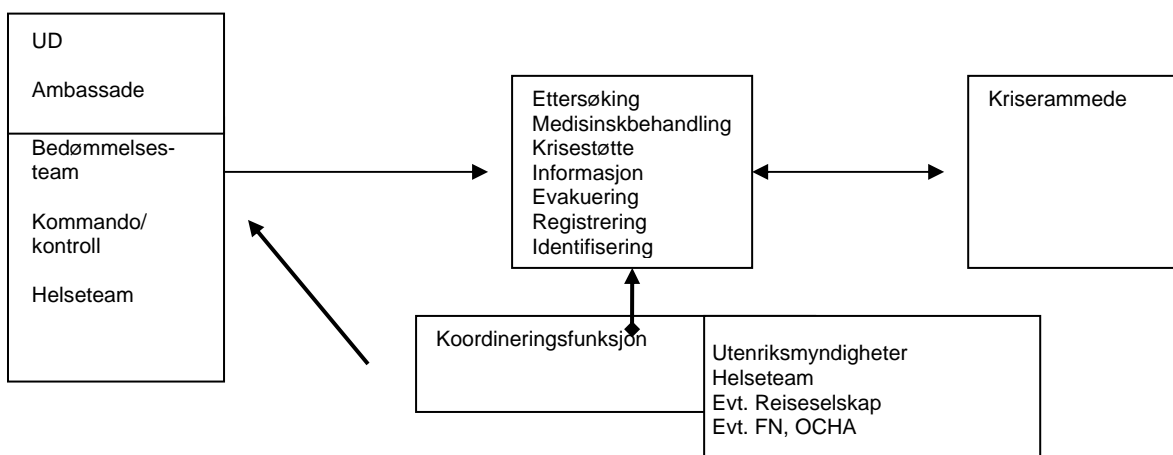 UD
Ambassade
Bedømmelses-
team
Kommando/
kontroll
Helseteam
Ettersøking
Medisinskbehandling
Krisestøtte
Informasjon
Evakuering
Registrering
Identifisering
Kriserammede
Koordineringsfunksjon
Utenriksmyndigheter
Helseteam
Evt. Reiseselskap
Evt. FN, OCHA